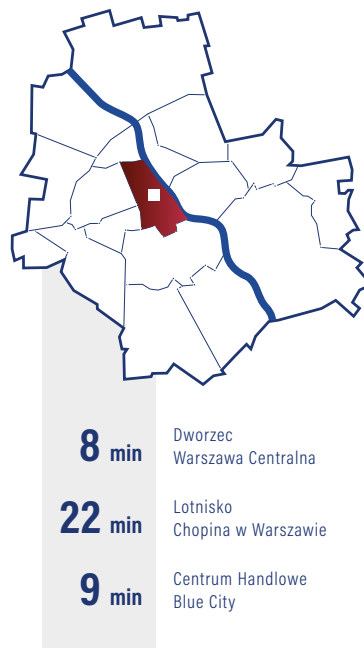 8 min
Dworzec
Warszawa Centralna
22 min
Lotnisko
Chopina w Warszawie
9 min
Centrum Handlowe
Blue City